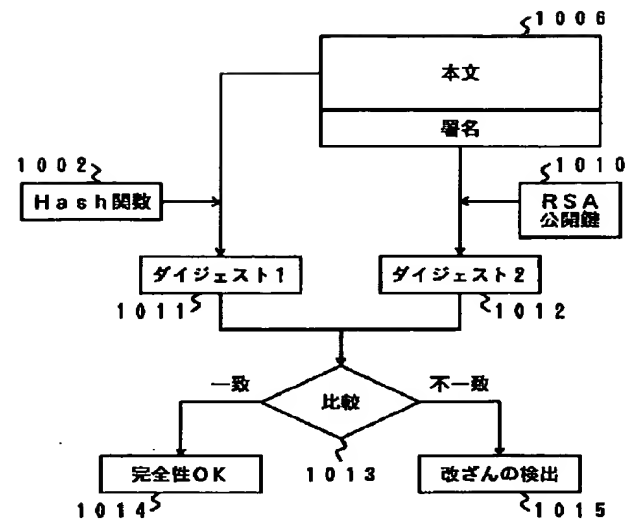 1006
本文
署名
1002
1010
Hash関数
RSA
公開鍵
ダイジェスト1
ダイジェスト2
1011
1012
一致
不一致
比較
完全性OK
1013
改ざんの検出
1014
1015